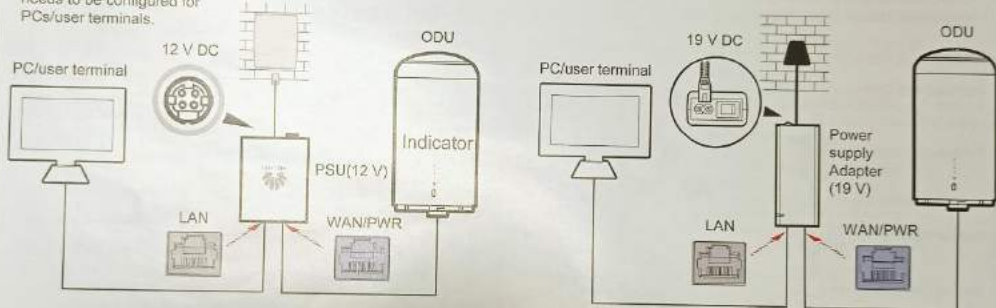 needs to be configured for
PCs/user terminals.
12 V DC
ODU
PC/user terminal
Indicator
PSU(12 V)
LAN
WAN/PWR
19 V DC
ODU
PC/user terminal
Power
supply
Adapter
(19 V)
LAN
WAN/PWR